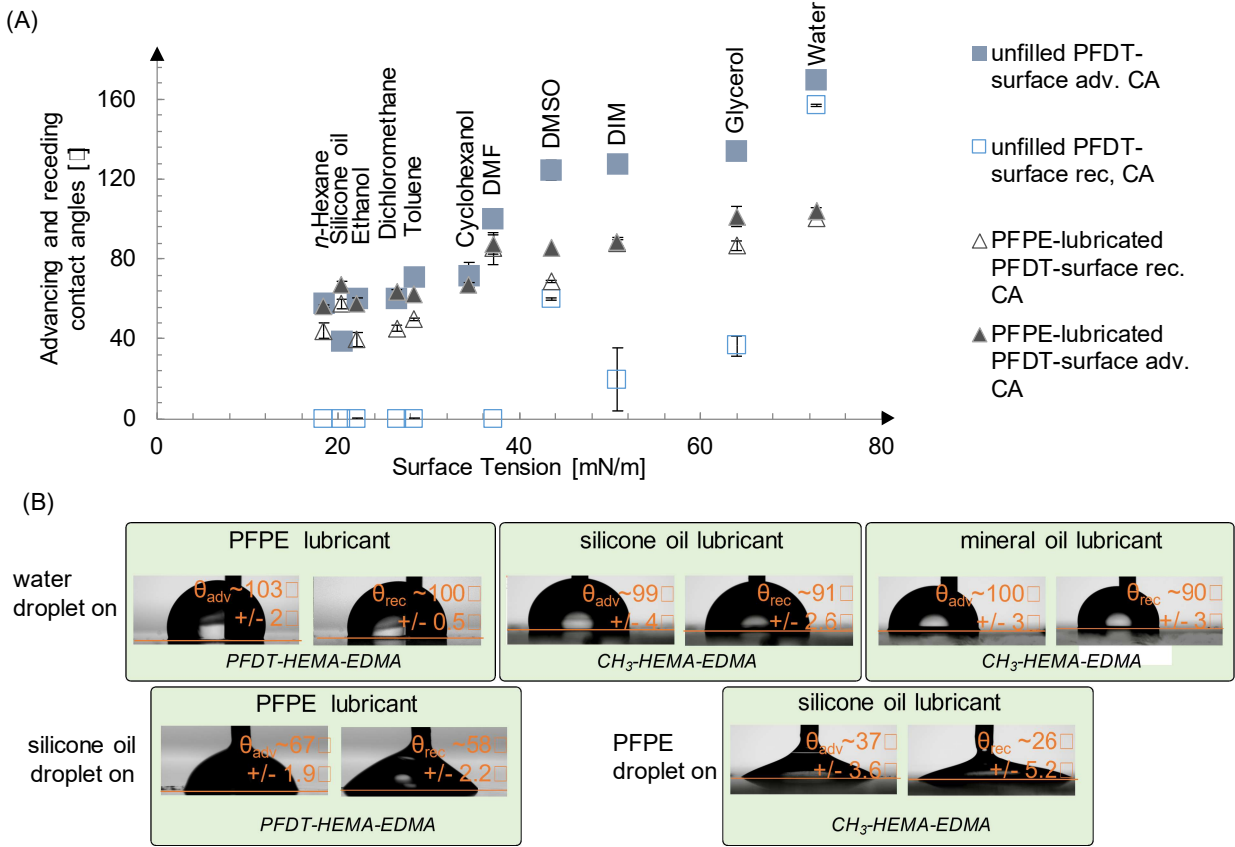 (A)
Advancing and receding
contact angles [□]
160
120
80
40
0
0
20
40
60
80
Surface Tension [mN/m]
n-Hexane
Silicone oil
Ethanol
Dichloromethane
Toluene
Cyclohexanol
DMF
DMSO
DIM
Glycerol
Water
unfilled PFDT-
surface adv. CA
unfilled PFDT-
surface rec, CA
PFPE-lubricated
PFDT-surface rec.
CA
PFPE-lubricated
PFDT-surface adv.
CA
(B)
water
droplet on
PFPE lubricant
θadv ~103□
+/- 2□
θrec ~100□
+/- 0.5□
PFDT-HEMA-EDMA
silicone oil lubricant
θadv ~99□
+/- 4□
θrec ~91□
+/- 2.6□
CH3-HEMA-EDMA
mineral oil lubricant
θadv ~100□
+/- 3□
θrec ~90□
+/- 3□
CH3-HEMA-EDMA
silicone oil
droplet on
PFPE lubricant
θadv ~67□
+/- 1.9□
θrec ~58□
+/- 2.2□
PFDT-HEMA-EDMA
PFPE
droplet on
silicone oil lubricant
θadv ~37□
+/- 3.6□
θrec ~26□
+/- 5.2□
CH3-HEMA-EDMA